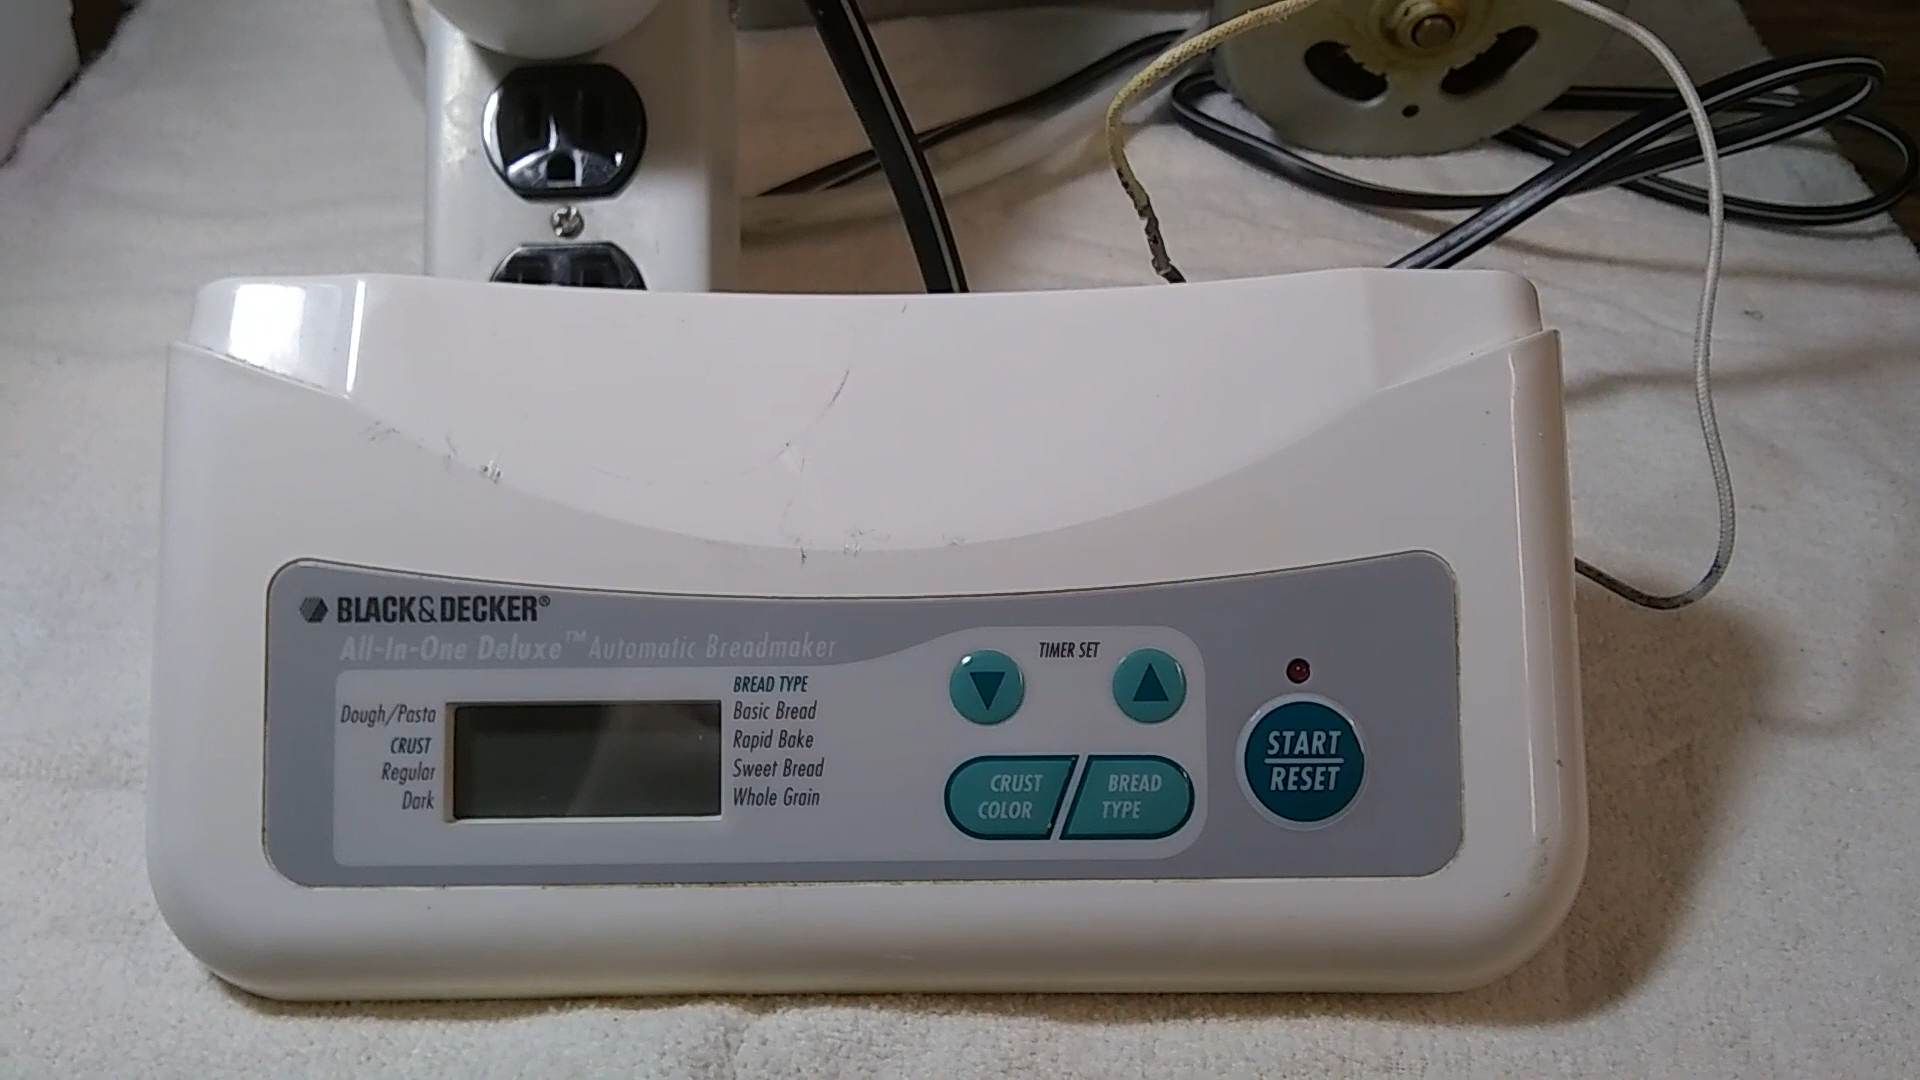 BLACK&DECKER®
All-In-One Deluxe™ Automatic Breadmaker
Dough/Pasta
CRUST
Regular
Dark
BREAD TYPE
Basic Bread
Rapid Bake
Sweet Bread
Whole Grain
TIMER SET
CRUST
COLOR
BREAD
TYPE
START
RESET